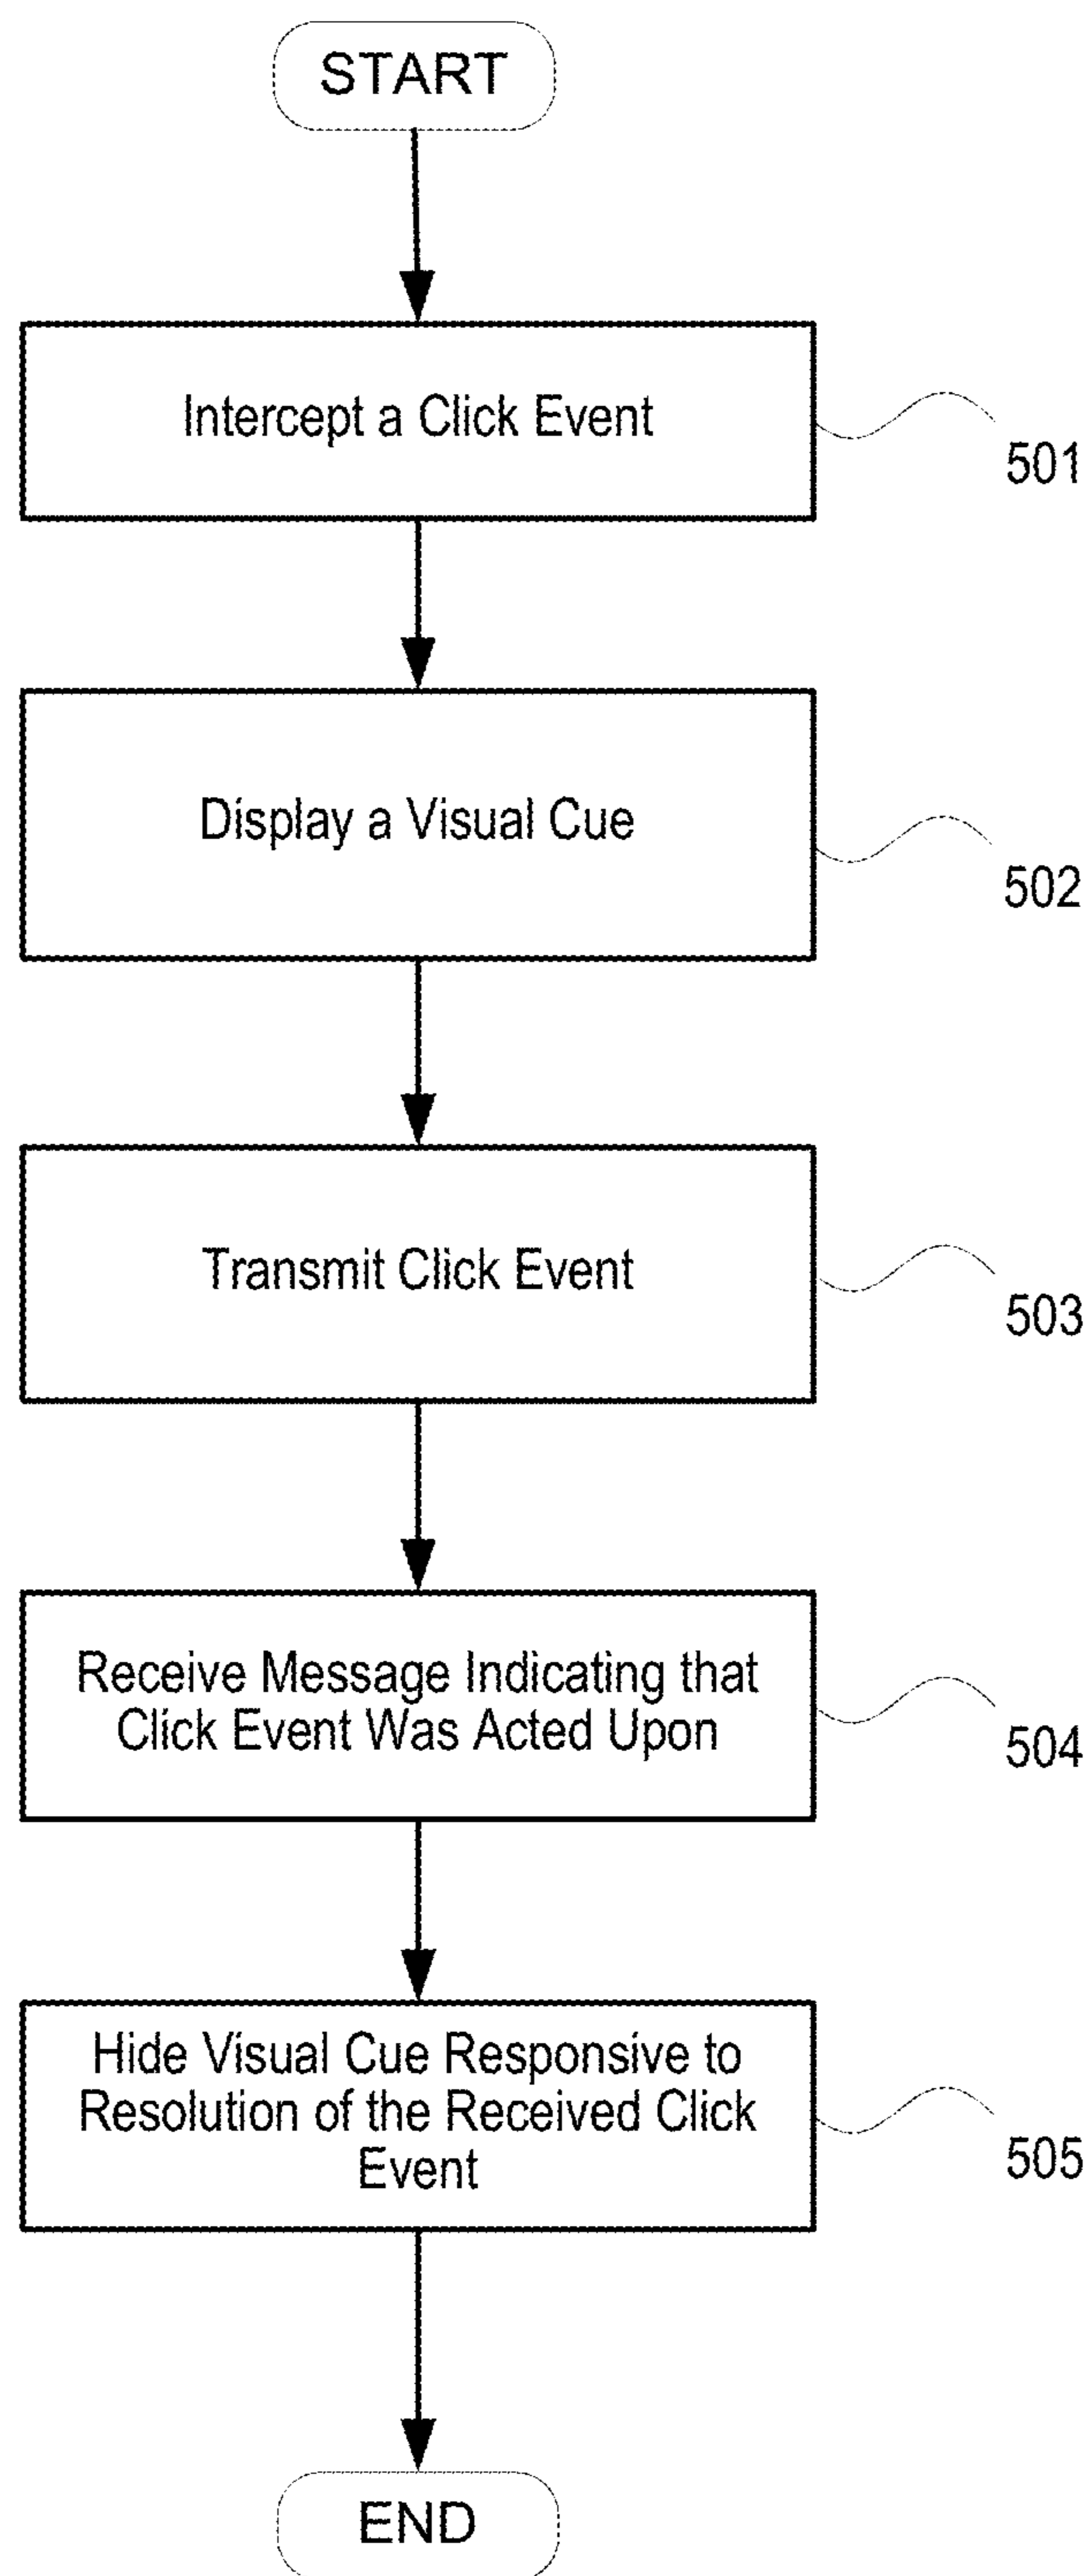 START
Intercept a Click Event
501
Display a Visual Cue
502
Transmit Click Event
503
Receive Message Indicating that
Click Event Was Acted Upon
504
Hide Visual Cue Responsive to
Resolution of the Received Click
Event
505
END